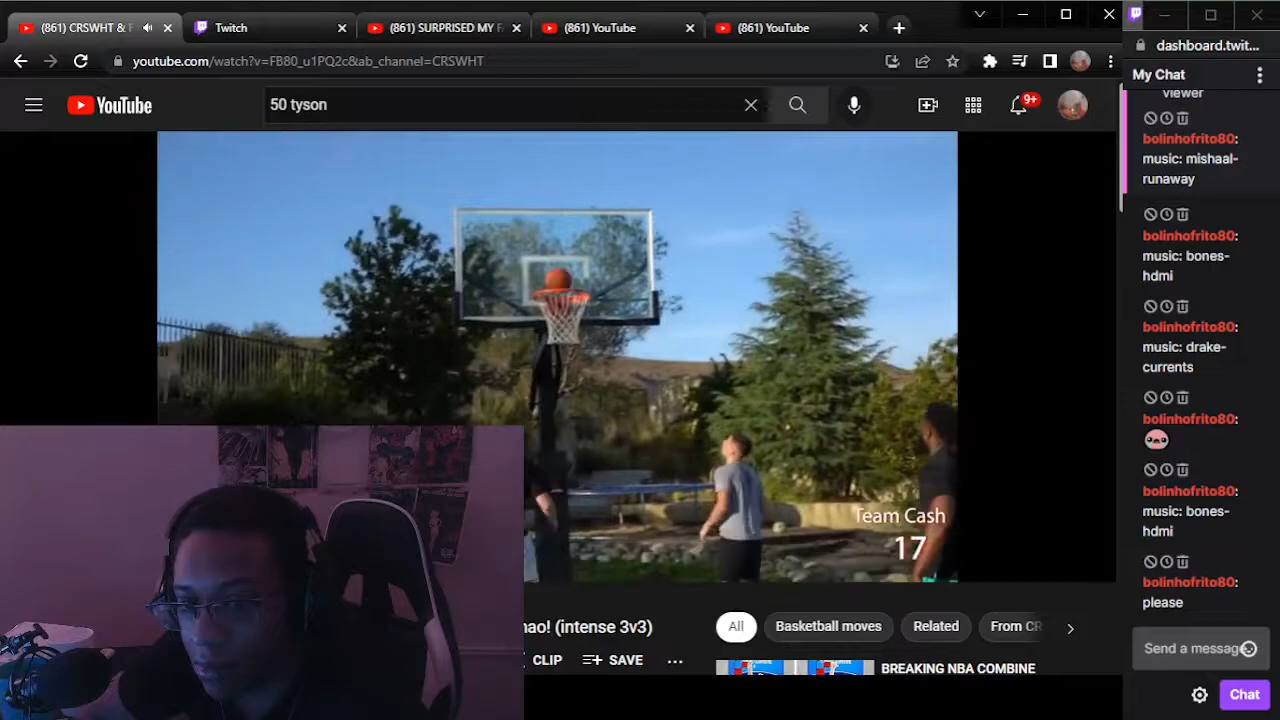 (861) CRSWHT & F
Twitch
(861) SURPRISED MY F
(861) YouTube
(861) YouTube
youtube.com/watch?v=FB80_u1PQ2c&ab_channel=CRSWHT
YouTube
50 tyson
9+
Team Cash
17
nao! (intense 3v3)
All
Basketball moves
Related
From CR
CLIP
SAVE
BREAKING NBA COMBINE
dashboard.twit...
My Chat
viewer
bolinhofrito80:
music: mishaal-
runaway
bolinhofrito80:
music: bones-
hdmi
bolinhofrito80:
music: drake-
currents
bolinhofrito80:
bolinhofrito80:
music: bones-
hdmi
bolinhofrito80:
please
Send a message
Chat